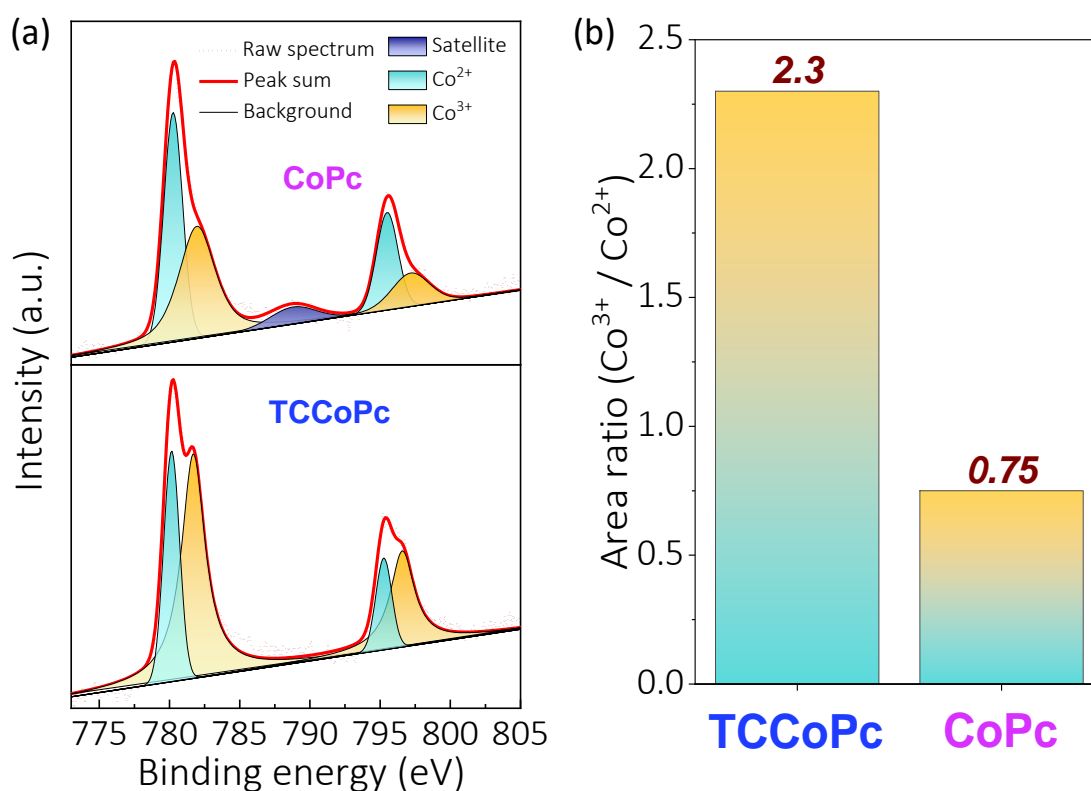 (a)
Raw spectrum
Peak sum
Background
Satellite
Co²⁺
Co³⁺
CoPc
TCCoPc
Intensity (a.u.)
775 780 785 790 795 800 805
Binding energy (eV)
(b)
2.5
2.0
1.5
1.0
0.5
0.0
Area ratio (Co³⁺ / Co²⁺)
2.3
0.75
TCCoPc CoPc